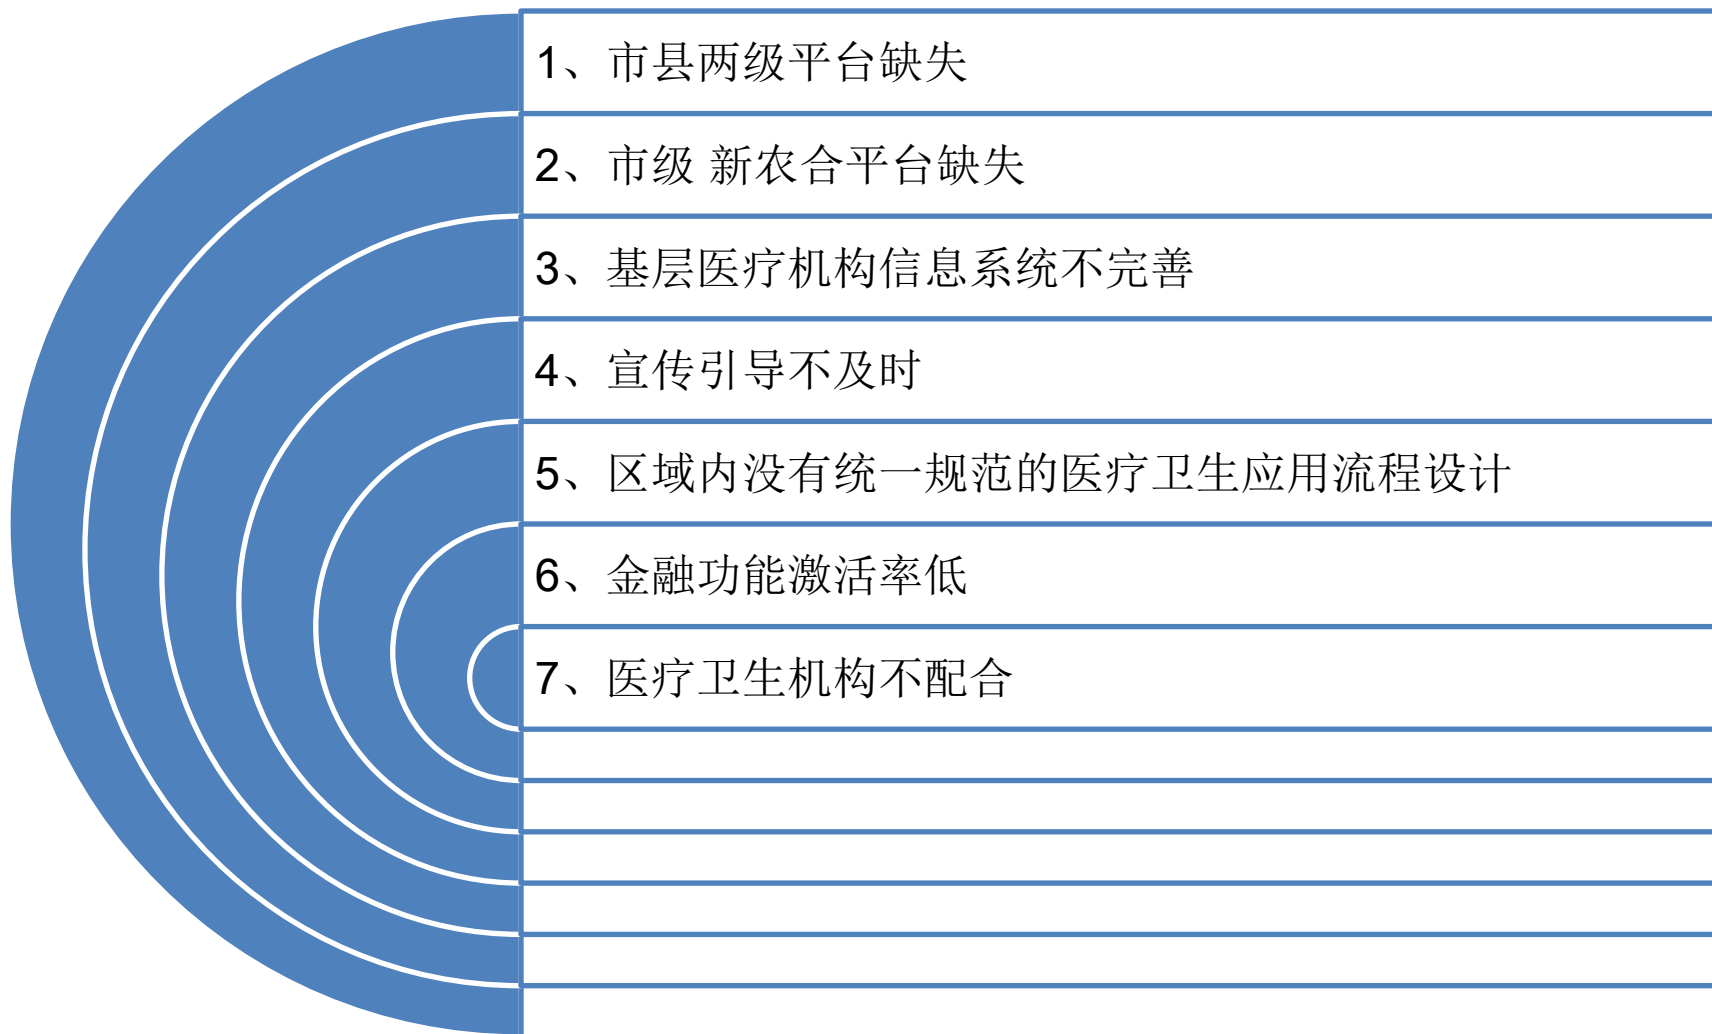 1、市县两级平台缺失
2、市级 新农合平台缺失
3、基层医疗机构信息系统不完善
4、宣传引导不及时
5、区域内没有统一规范的医疗卫生应用流程设计
6、金融功能激活率低
7、医疗卫生机构不配合